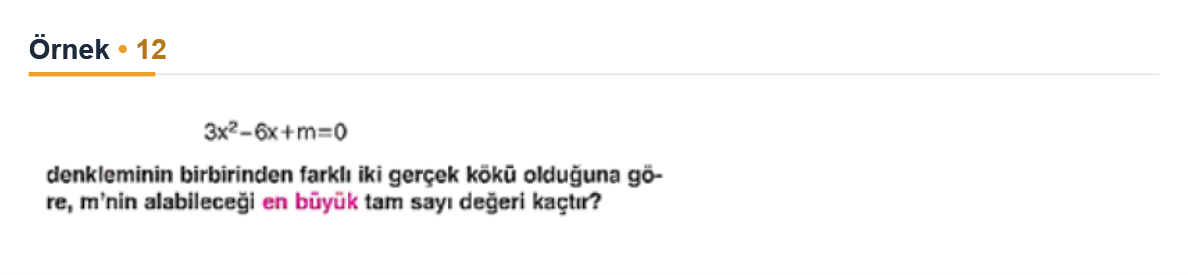 Örnek • 12
3x²-6x+m=0
denkleminin birbirinden farklı iki gerçek kökü olduğuna gö-
re, m'nin alabileceği en büyük tam sayı değeri kaçtır?